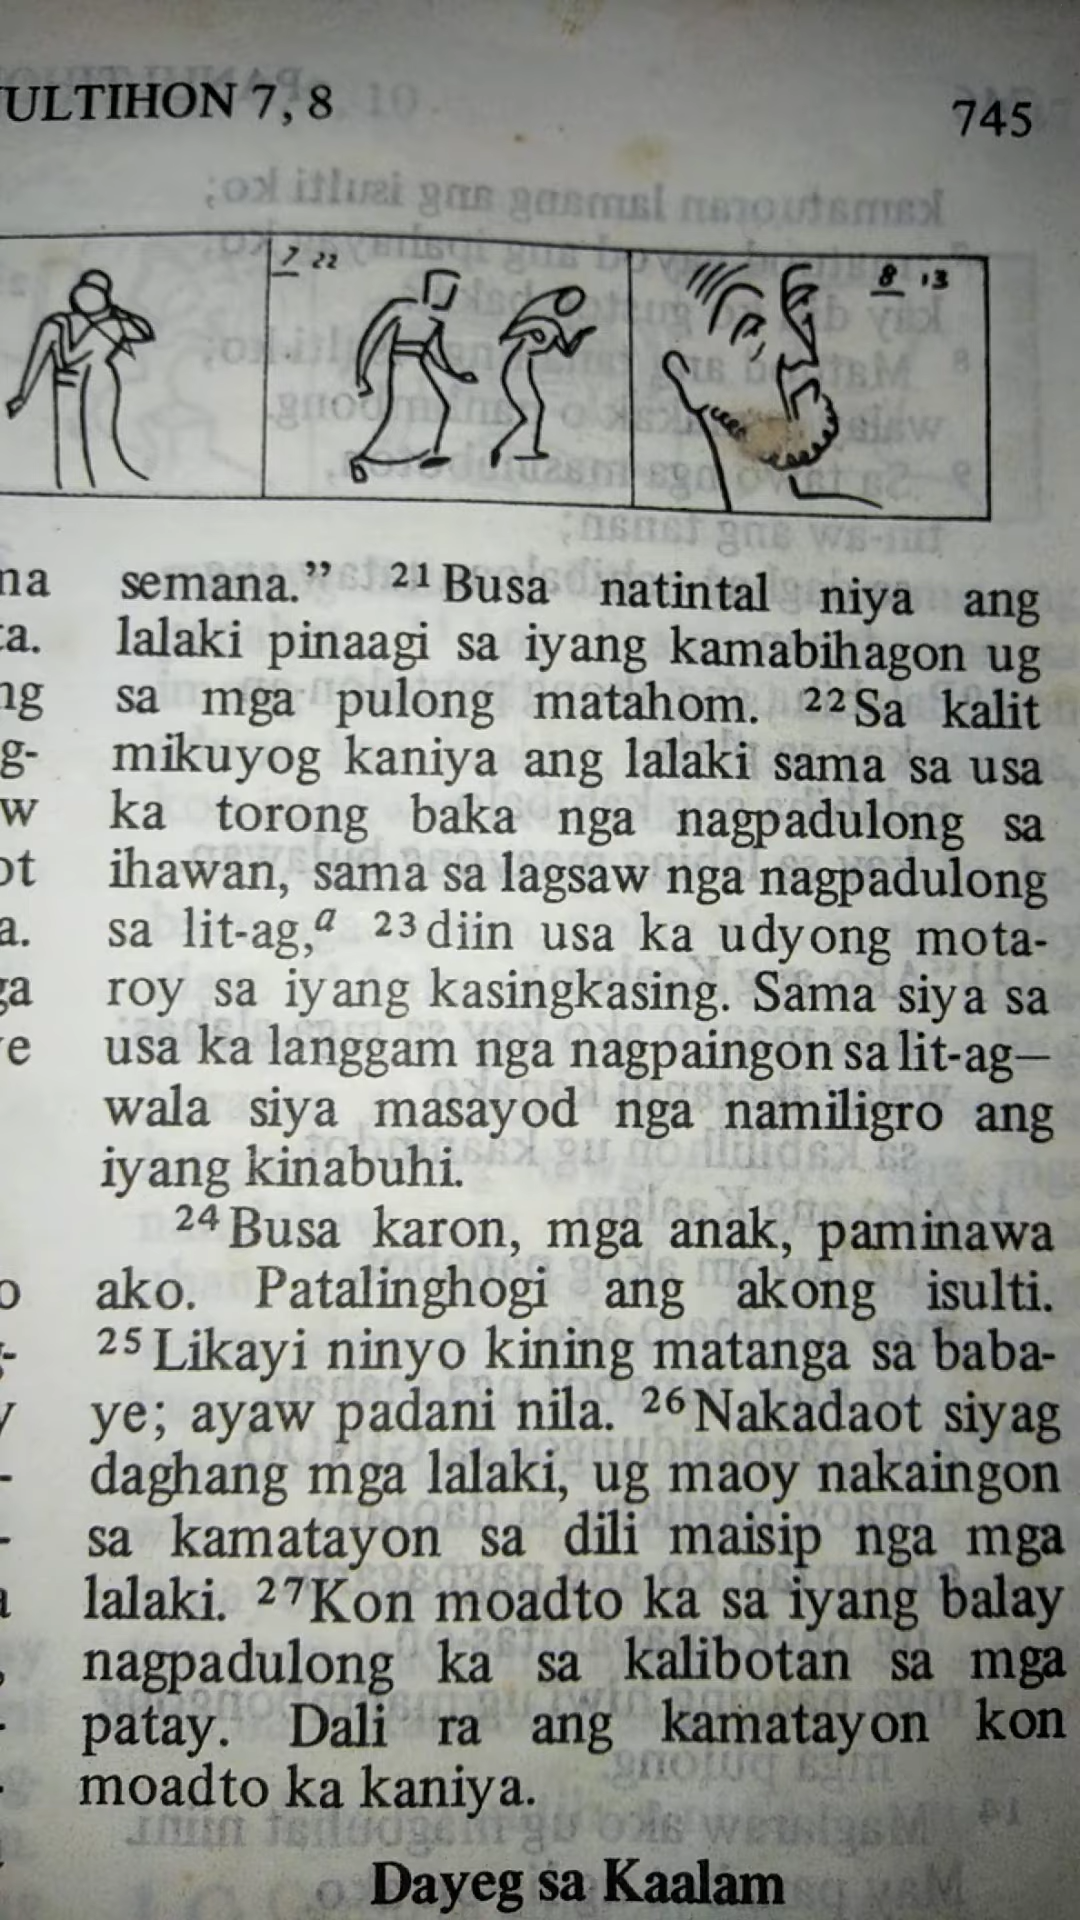 ULTIHON 7, 8
745
7 22
8 13
semana.” 21 Busa natintal niya ang
lalaki pinaagi sa iyang kamabihagon ug
sa mga pulong matahom. 22 Sa kalit
mikuyog kaniya ang lalaki sama sa usa
ka torong baka nga nagpadulong sa
ihawan, sama sa lagsaw nga nagpadulong
sa lit-ag,a 23 diin usa ka udyong mota-
roy sa iyang kasingkasing. Sama siya sa
usa ka langgam nga nagpaingon sa lit-ag—
wala siya masayod nga namiligro ang
iyang kinabuhi.
24 Busa karon, mga anak, paminawa
ako. Patalinghogi ang akong isulti.
25 Likayi ninyo kining matanga sa baba-
ye; ayaw padani nila. 26 Nakadaot siyag
daghang mga lalaki, ug maoy nakaingon
sa kamatayon sa dili maisip nga mga
lalaki. 27 Kon moadto ka sa iyang balay
nagpadulong ka sa kalibotan sa mga
patay. Dali ra ang kamatayon kon
moadto ka kaniya.
Dayeg sa Kaalam